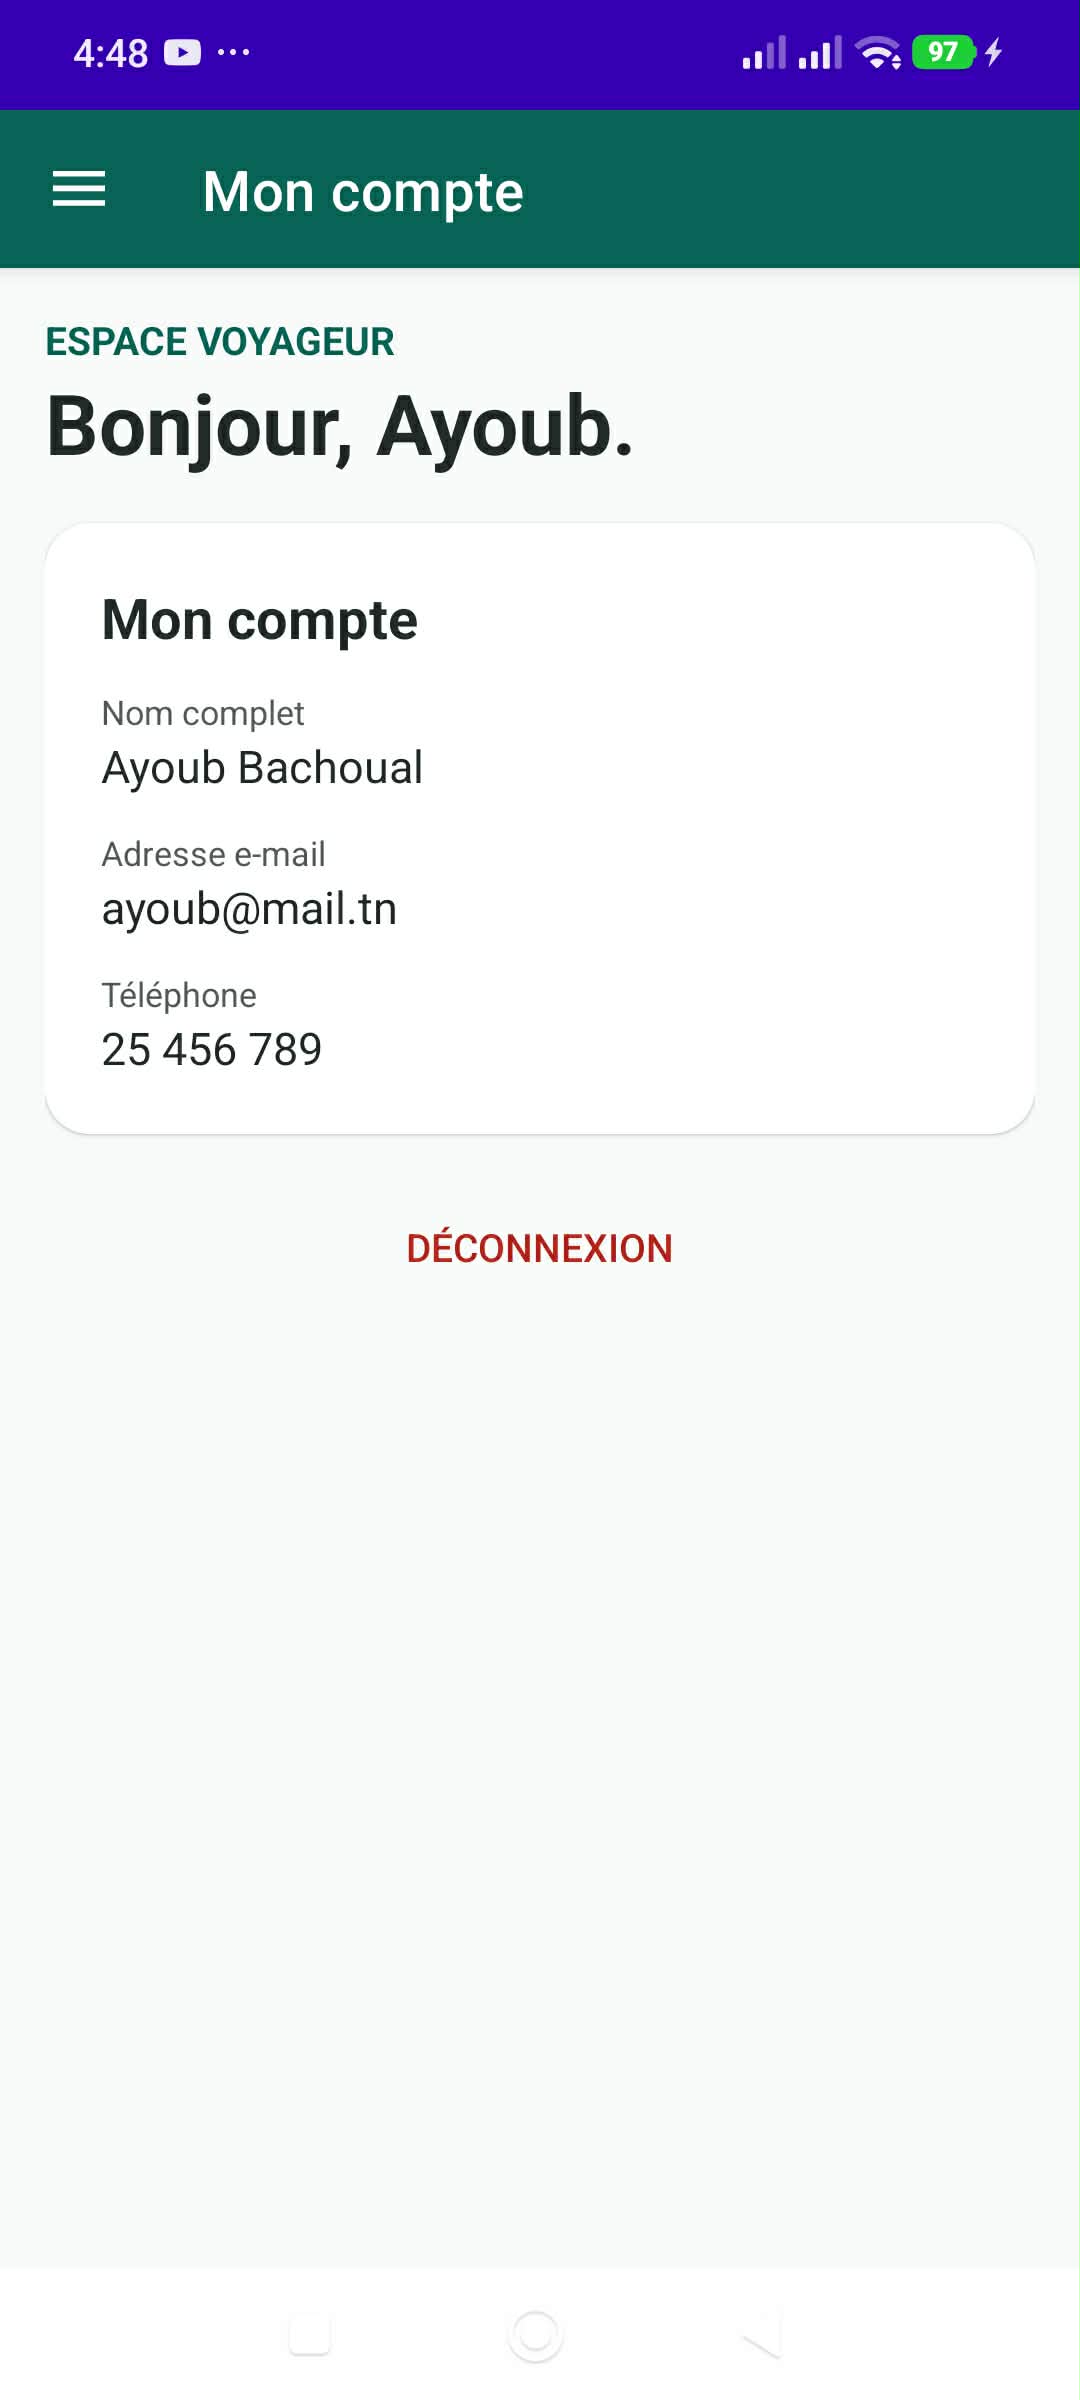 4:48
97
Mon compte
ESPACE VOYAGEUR
Bonjour, Ayoub.
Mon compte
Nom complet
Ayoub Bachoual
Adresse e-mail
ayoub@mail.tn
Téléphone
25 456 789
DÉCONNEXION